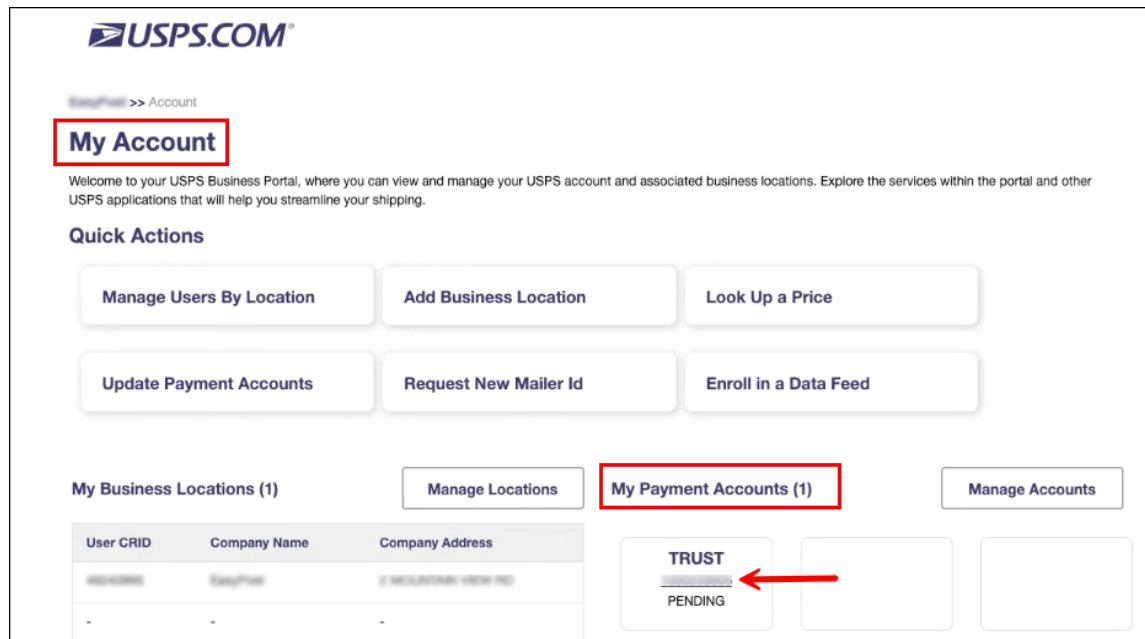 USPS.COM®
>> Account
My Account
Welcome to your USPS Business Portal, where you can view and manage your USPS account and associated business locations. Explore the services within the portal and other
USPS applications that will help you streamline your shipping.
Quick Actions
Manage Users By Location
Add Business Location
Look Up a Price
Update Payment Accounts
Request New Mailer Id
Enroll in a Data Feed
My Business Locations (1)
Manage Locations
My Payment Accounts (1)
Manage Accounts
User CRID Company Name Company Address
- - -
TRUST
PENDING